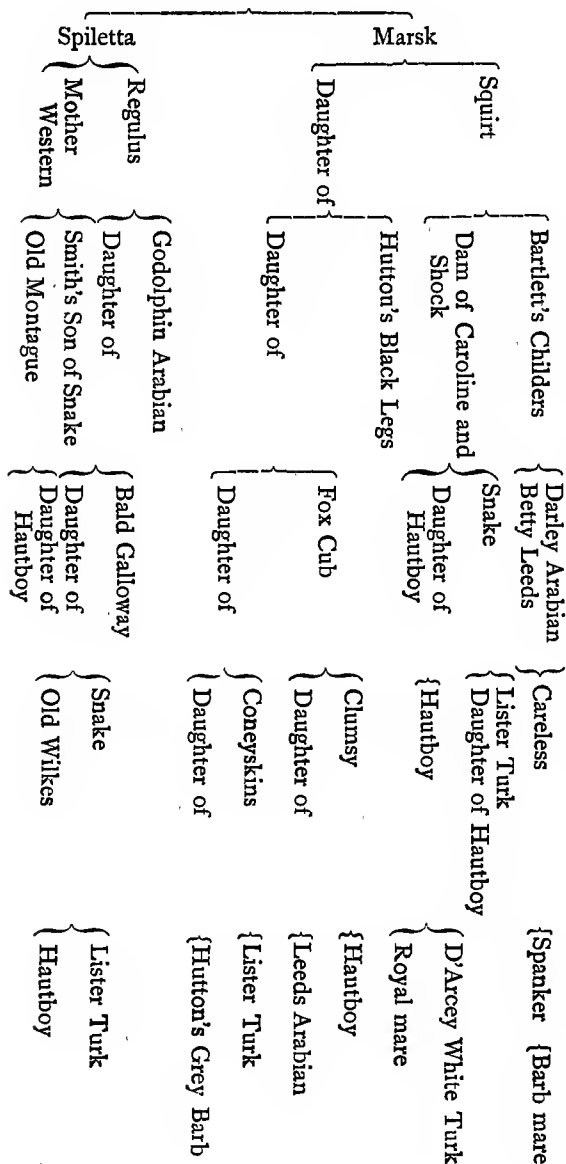 Spiletta
Marsk
Regulus
Mother
Western
Daughter of
Squirt
Godolphin Arabian
Daughter of
Smith's Son of Snake
Old Montague
Daughter of
Hutton's Black Legs
Dam of Caroline and
Shock
Bartlett's Childers
Bald Galloway
Daughter of
Daughter of
Hautboy
Daughter of
Fox Cub
Daughter of
Hautboy
Snake
Betty Leeds
Darley Arabian
Snake
Old Wilkes
Daughter of
Coneyskins
Daughter of
Clumsy
{Hautboy
Daughter of Hautboy
Lister Turk
Careless
Lister Turk
Hautboy
{Hutton's Grey Barb
{Lister Turk
{Leeds Arabian
{Hautboy
Royal mare
D'Arcey White Turk
{Spanker {Barb mare